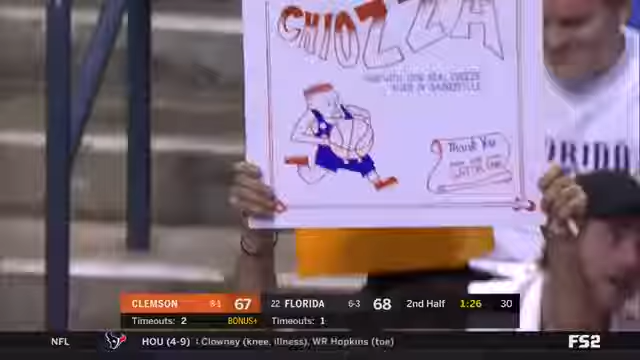 CHIOZZA
Thank You
CLEMSON 8-1 67 22 FLORIDA 6-3 68 2nd Half 1:26 30
Timeouts: 2 BONUS+ Timeouts: 1
NFL HOU (4-9) : Clowney (knee, illness), WR Hopkins (toe) FS2